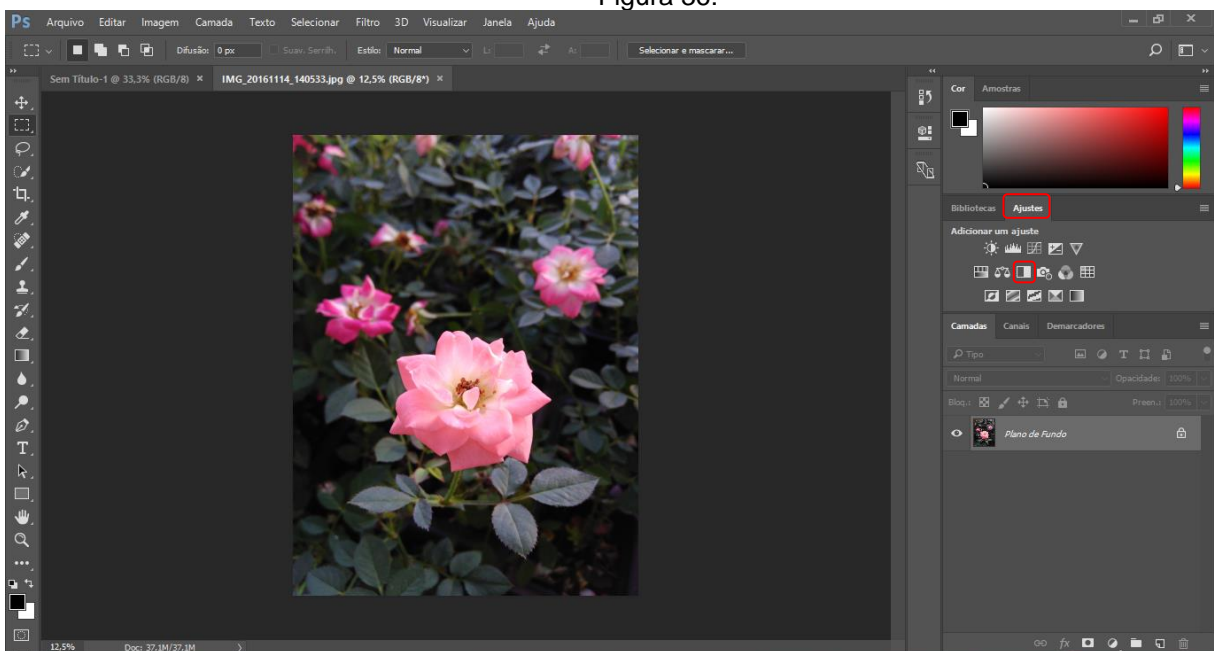 Figura 36.
Ps Arquivo Editar Imagem Camada Texto Selecionar Filtro 3D Visualizar Janela Ajuda
Difusão: 0 px Suav. Serrilh. Estilo: Normal L: A: Selecionar e mascarar...
Sem Título-1 @ 33,3% (RGB/8) × IMG_20161114_140533.jpg @ 12,5% (RGB/8*) ×
Cor Amostras
Bibliotecas Ajustes
Adicionar um ajuste
Camadas Canais Demarcadores
Tipo
Normal Opacidade: 100%
Bloq.: Preen.: 100%
Plano de Fundo
12,5% Doc: 37,1M/37,1M